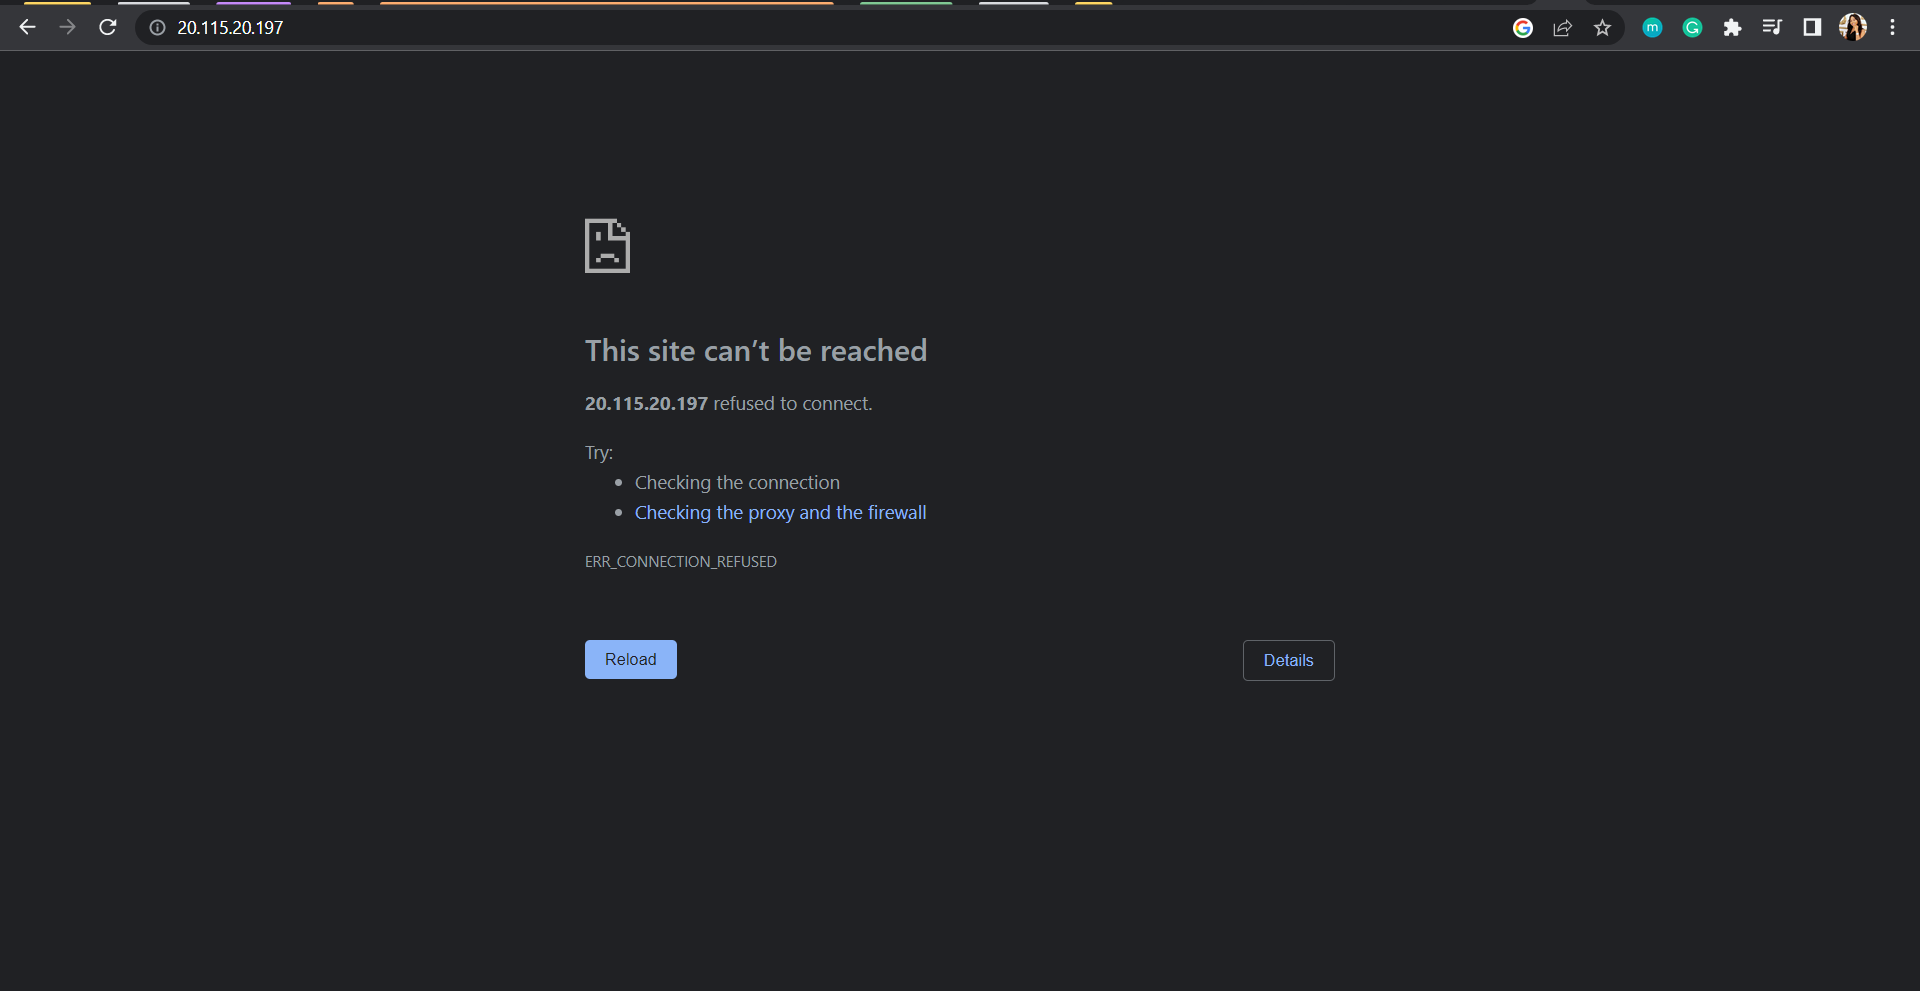 20.115.20.197
This site can’t be reached
20.115.20.197 refused to connect.
Try:
Checking the connection
Checking the proxy and the firewall
ERR_CONNECTION_REFUSED
Reload
Details